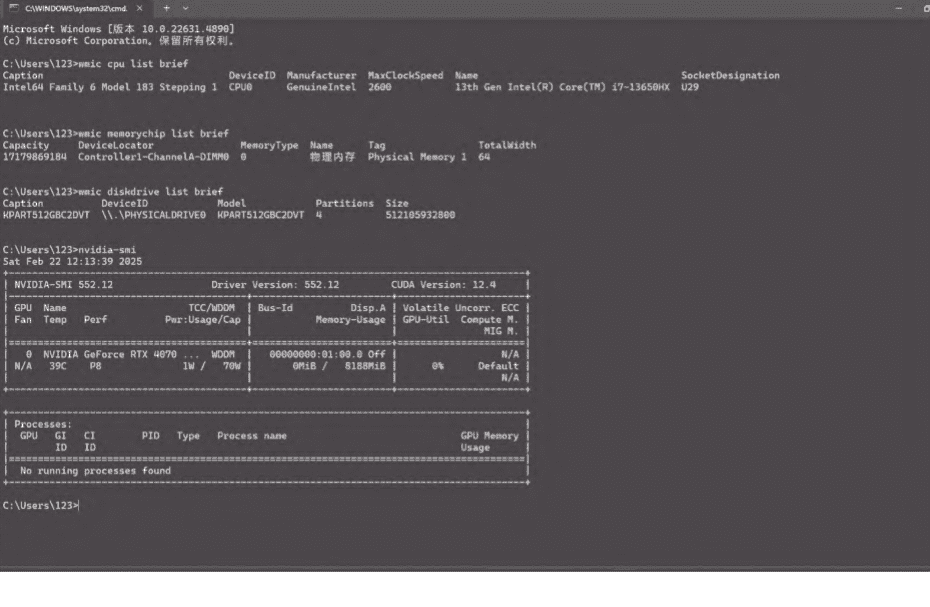 C:\WINDOWS\system32\cmd.
Microsoft Windows [版本 10.0.22631.4890]
(c) Microsoft Corporation。保留所有权利。
C:\Users\123>wmic cpu list brief
Caption DeviceID Manufacturer MaxClockSpeed Name SocketDesignation
Intel64 Family 6 Model 183 Stepping 1 CPU0 GenuineIntel 2600 13th Gen Intel(R) Core(TM) i7-13650HX U29
C:\Users\123>wmic memorychip list brief
Capacity DeviceLocator MemoryType Name Tag TotalWidth
17179869184 Controller1-ChannelA-DIMM0 0 物理内存 Physical Memory 1 64
C:\Users\123>wmic diskdrive list brief
Caption DeviceID Model Partitions Size
KPART512GBC2DVT \\.\PHYSICALDRIVE0 KPART512GBC2DVT 4 512105932800
C:\Users\123>nvidia-smi
Sat Feb 22 12:13:39 2025
NVIDIA-SMI 552.12 Driver Version: 552.12 CUDA Version: 12.4
GPU Name TCC/WDDM | Bus-Id Disp.A | Volatile Uncorr. ECC
Fan Temp Perf Pwr:Usage/Cap | Memory-Usage | GPU-Util Compute M.
MIG M.
0 NVIDIA GeForce RTX 4070 ... WDDM | 00000000:01:00.0 Off | N/A
N/A 39C P8 1W / 70W | 0MiB / 8188MiB | 0% Default
N/A
Processes:
GPU GI CI PID Type Process name GPU Memory
ID ID Usage
No running processes found
C:\Users\123>